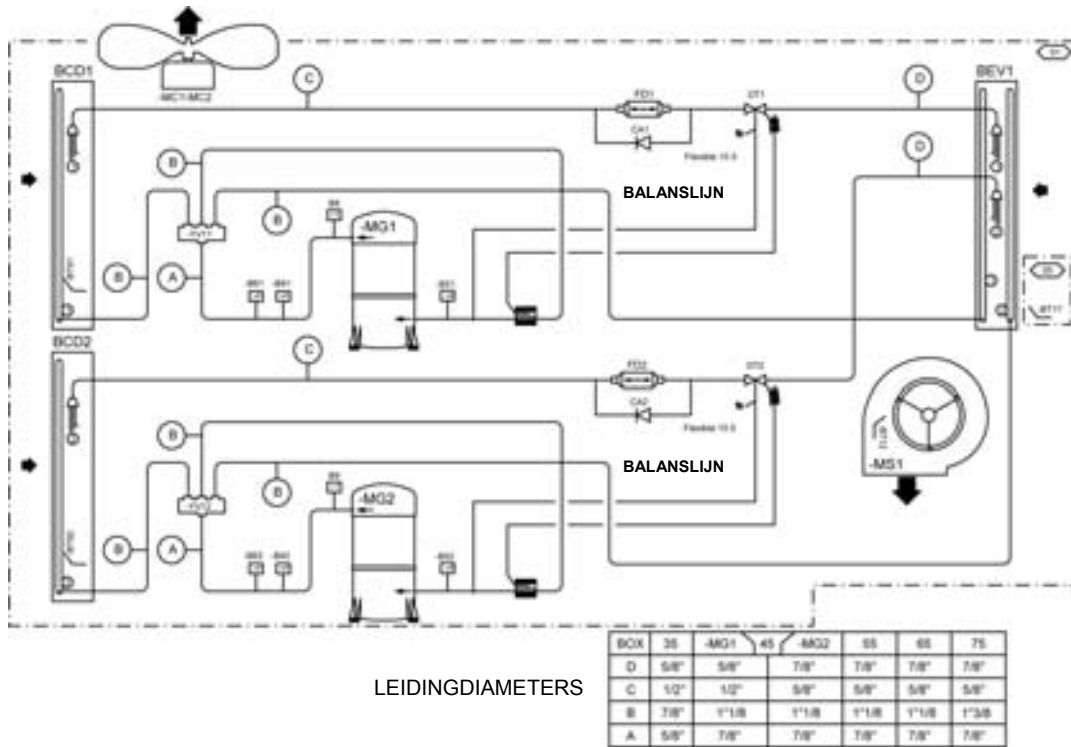 BCD1
-MC1-MC2
C
D
BEV1
FD1
CA1
Flexible
B
D
BALANSLIJN
B
-MG1
B
A
BCD2
C
FD2
CA2
Flexible
B
BALANSLIJN
B
-MG2
-MS1
B
A
BOX 35 -MG1 45 -MG2 55 65 75
D 5/8" 5/8" 7/8" 7/8" 7/8" 7/8"
C 1/2" 1/2" 5/8" 5/8" 5/8" 5/8"
B 7/8" 1"1/8 1"1/8 1"1/8 1"1/8 1"3/8
A 5/8" 7/8" 7/8" 7/8" 7/8" 7/8"
LEIDINGDIAMETERS